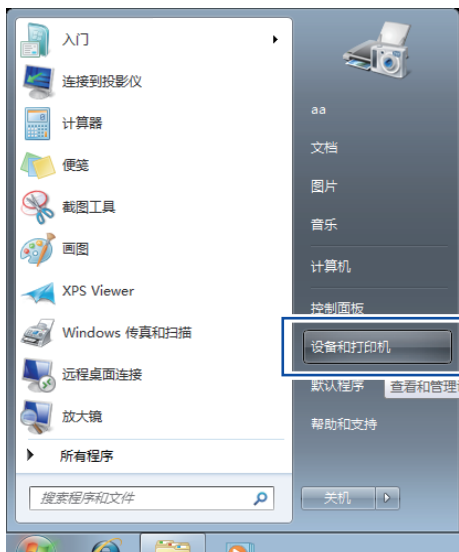 入门
连接到投影仪
计算器
便笺
截图工具
画图
XPS Viewer
Windows 传真和扫描
远程桌面连接
放大镜
所有程序
搜索程序和文件
aa
文档
图片
音乐
计算机
控制面板
设备和打印机
默认程序
查看和管理
帮助和支持
关机